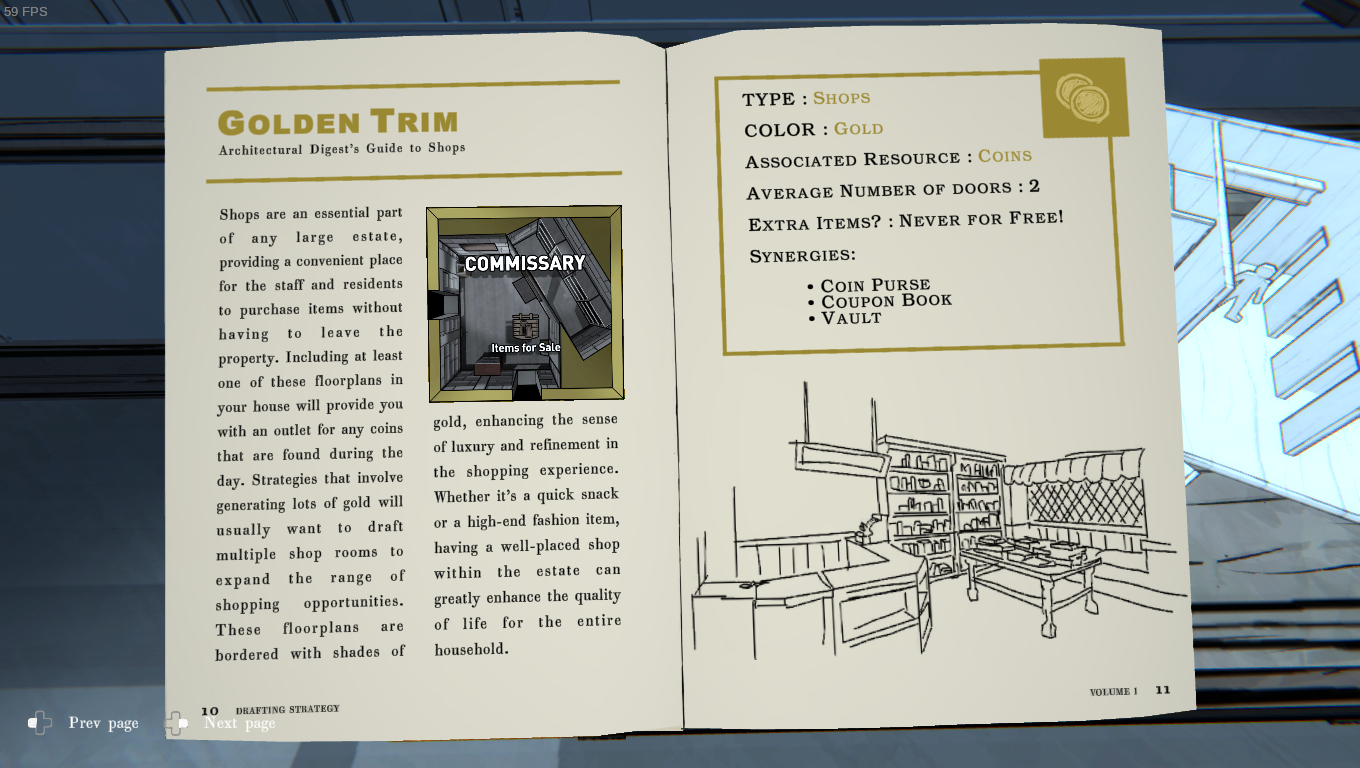 59 FPS
GOLDEN TRIM
Architectural Digest's Guide to Shops
Shops are an essential part
of any large estate,
providing a convenient place
for the staff and residents
to purchase items without
having to leave the
property. Including at least
one of these floorplans in
your house will provide you
with an outlet for any coins
that are found during the
day. Strategies that involve
generating lots of gold will
usually want to draft
multiple shop rooms to
expand the range of
shopping opportunities.
These floorplans are
bordered with shades of
COMMISSARY
Items for Sale
gold, enhancing the sense
of luxury and refinement in
the shopping experience.
Whether it's a quick snack
or a high-end fashion item,
having a well-placed shop
within the estate can
greatly enhance the quality
of life for the entire
household.
10 DRAFTING STRATEGY
TYPE : SHOPS
COLOR : GOLD
ASSOCIATED RESOURCE : COINS
AVERAGE NUMBER OF DOORS : 2
EXTRA ITEMS? : NEVER FOR FREE!
SYNERGIES:
• COIN PURSE
• COUPON BOOK
• VAULT
VOLUME I 11
Prev page Next page